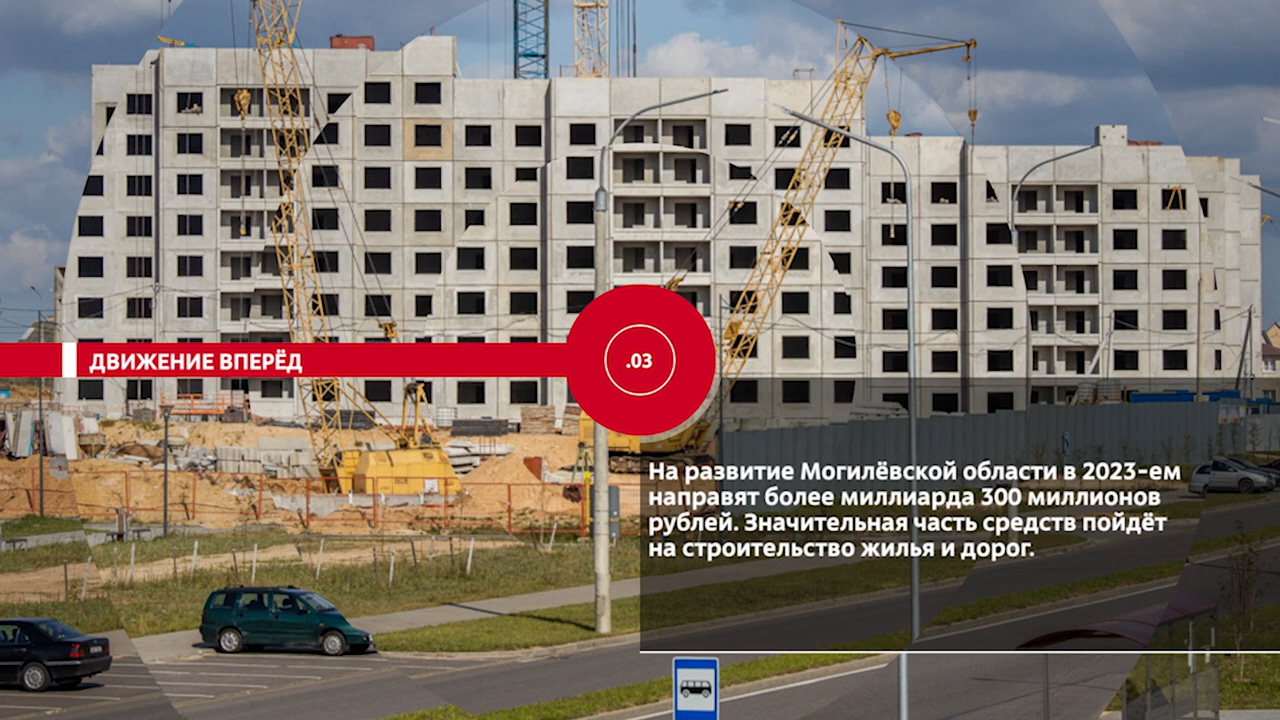 ДВИЖЕНИЕ ВПЕРЁД
.03
На развитие Могилёвской области в 2023-ем
направят более миллиарда 300 миллионов
рублей. Значительная часть средств пойдёт
на строительство жилья и дорог.